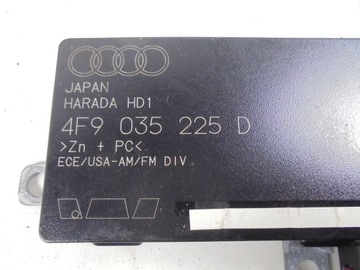 JAPAN
HARADA HD1
4F9 035 225 D
>Zn + PC<
ECE/USA-AM/FM DIV